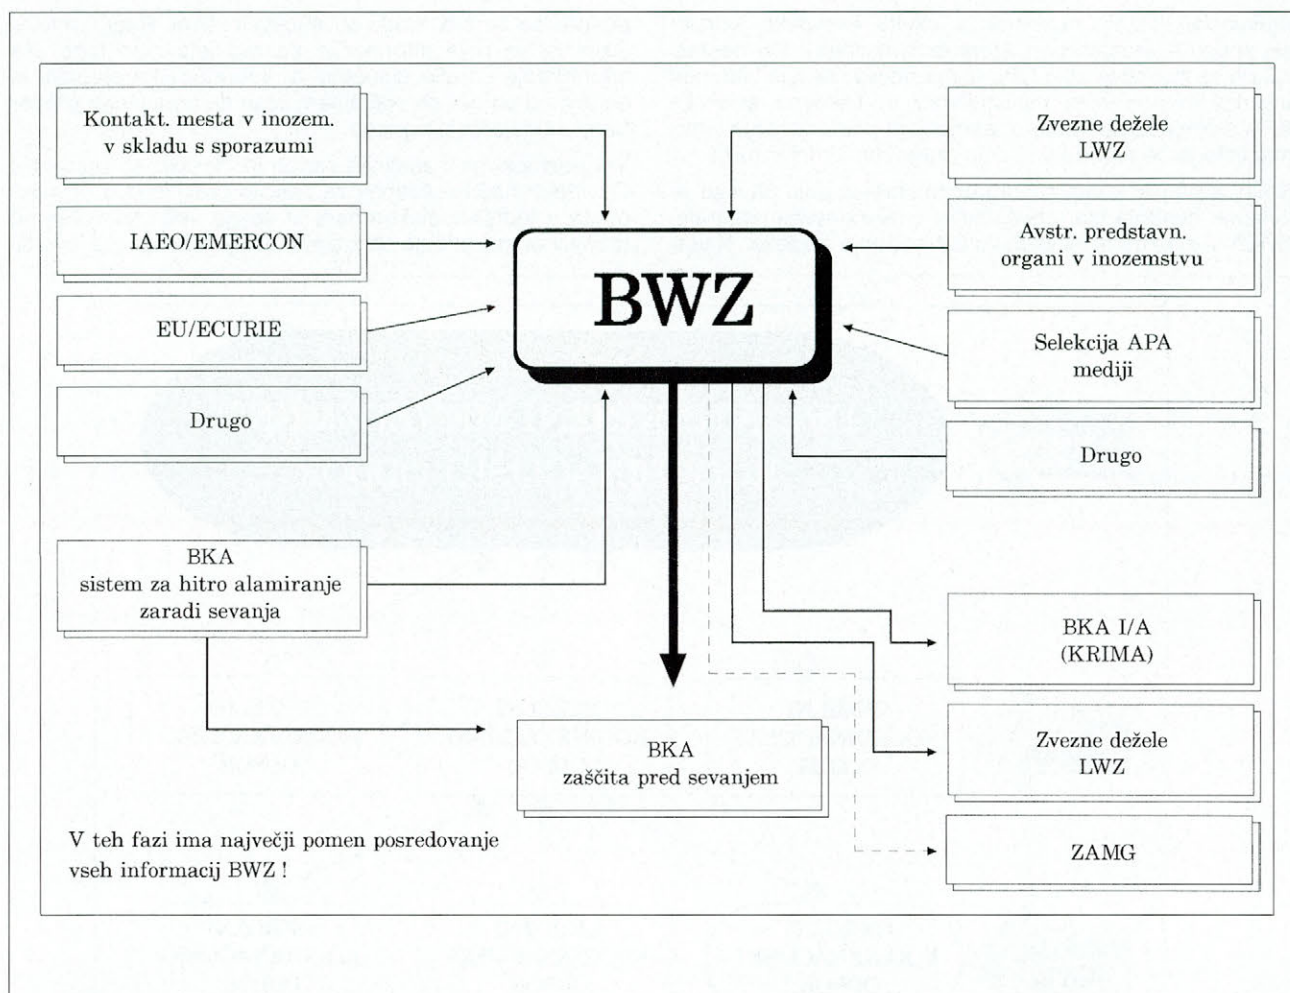 Kontakt. mesta v inozem.
v skladu s sporazumi
IAEO/EMERCON
EU/ECURIE
Drugo
BKA
sistem za hitro alamiranje
zaradi sevanja
BWZ
Zvezne dežele
LWZ
Avstr. predstavn.
organi v inozemstvu
Selekcija APA
mediji
Drugo
BKA I/A
(KRIMA)
Zvezne dežele
LWZ
ZAMG
BKA
zaščita pred sevanjem
V teh fazi ima največji pomen posredovanje
vseh informacij BWZ !